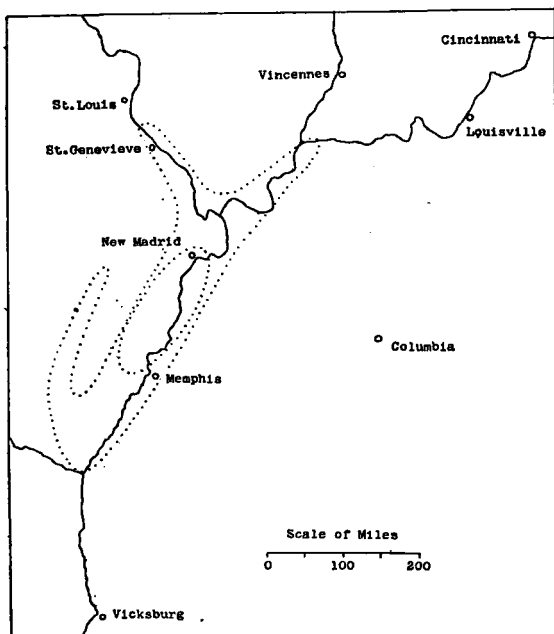 Cincinnati
Vincennes
St.Louis
Louisville
St.Genevieve
New Madrid
Columbia
Memphis
Scale of Miles
0 100 200
Vicksburg